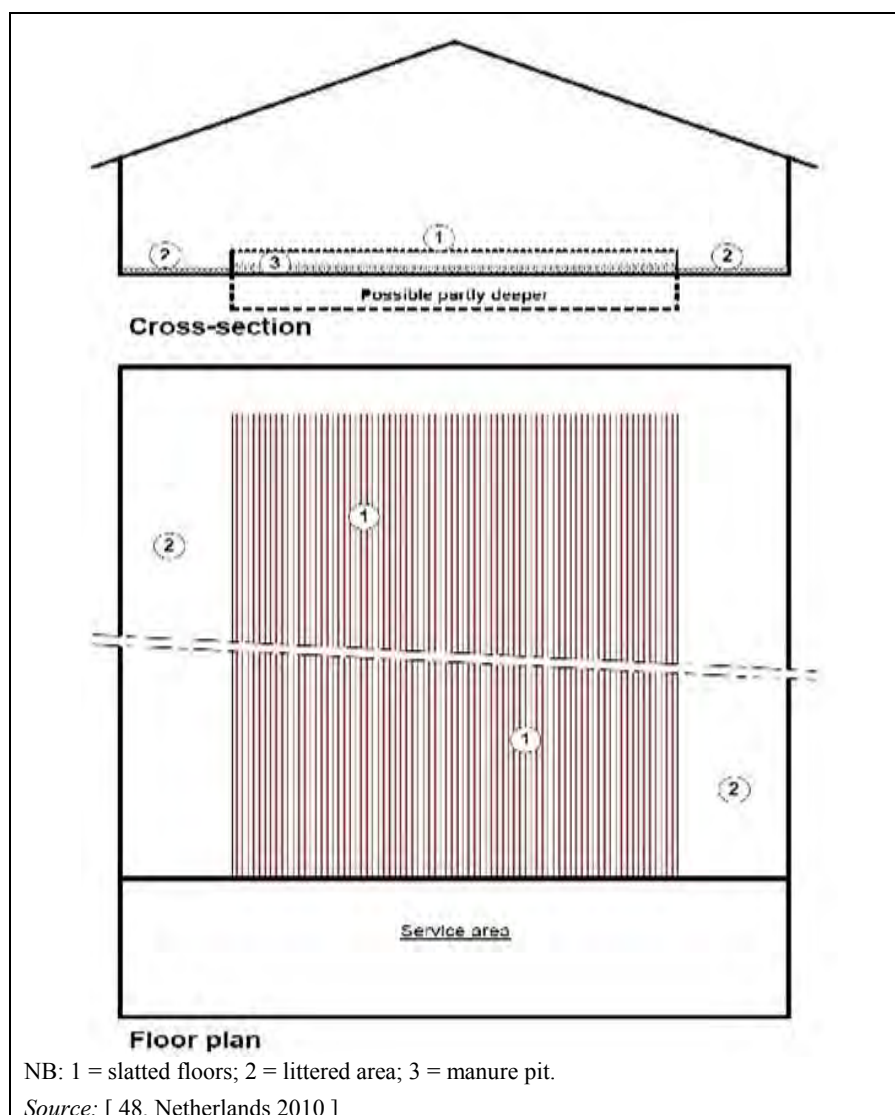 1
2
3
2
Possible partly deeper
Cross-section
1
2
1
2
Service area
Floor plan
NB: 1 = slatted floors; 2 = littered area; 3 = manure pit.
Source: [ 48, Netherlands 2010 ]